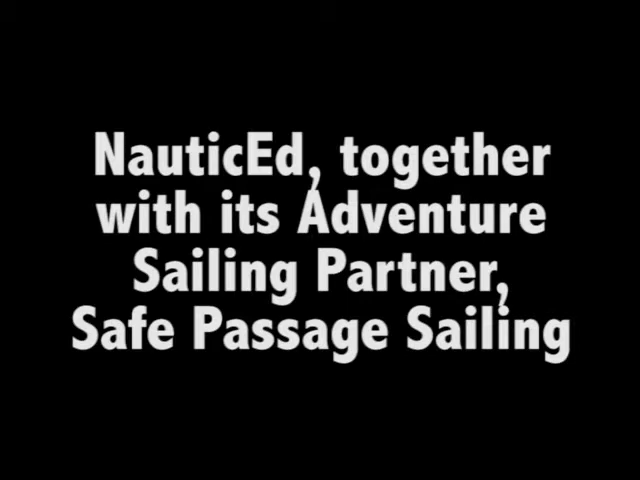 NauticEd, together
with its Adventure
Sailing Partner,
Safe Passage Sailing